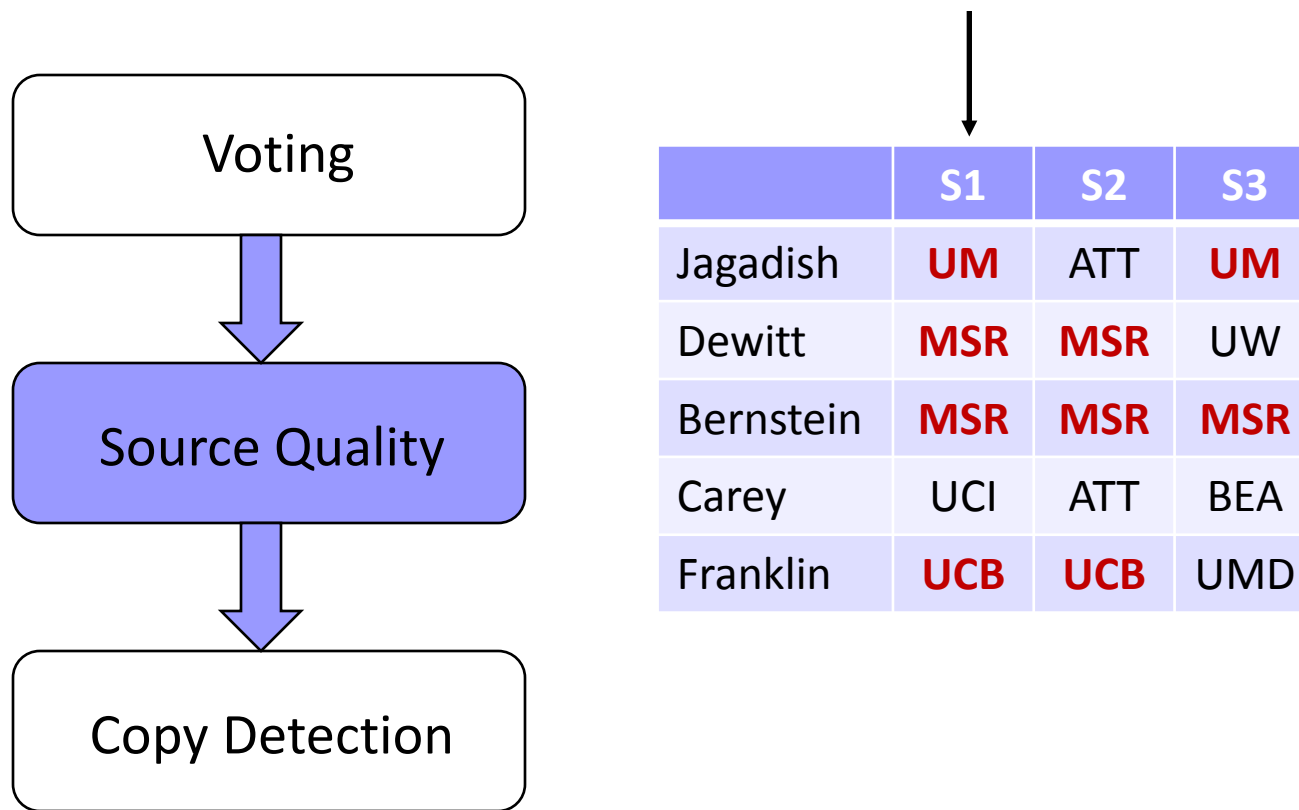 Voting
Source Quality
Copy Detection
S1 S2 S3
Jagadish UM ATT UM
Dewitt MSR MSR UW
Bernstein MSR MSR MSR
Carey UCI ATT BEA
Franklin UCB UCB UMD